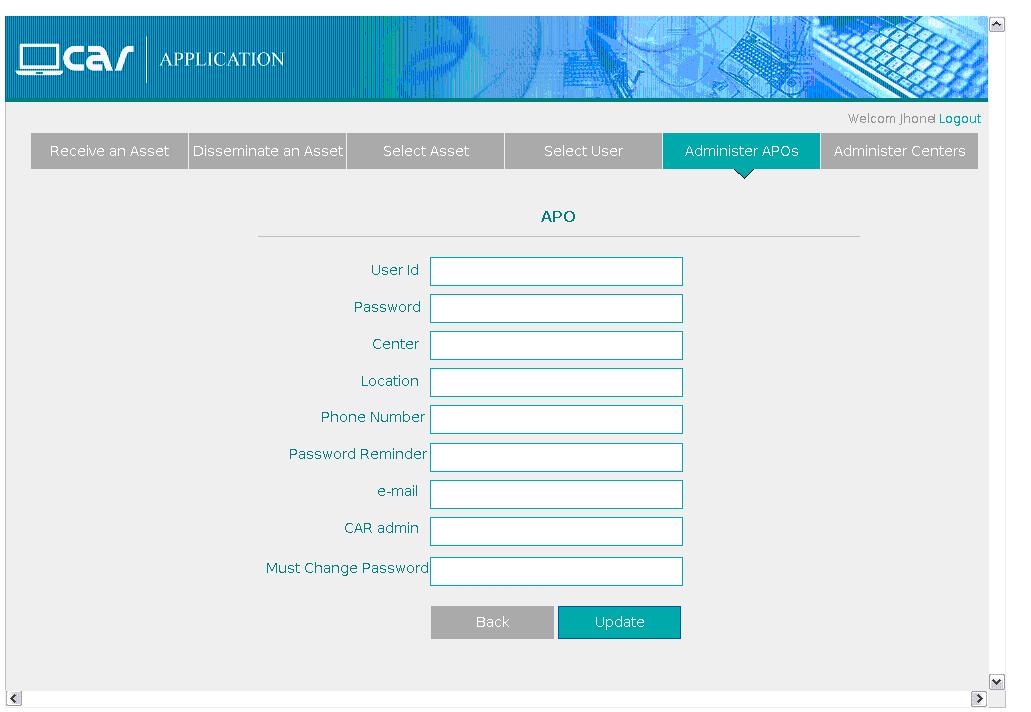 car APPLICATION
Welcom Jhonel Logout
Receive an Asset Disseminate an Asset Select Asset Select User Administer APOs Administer Centers
APO
User Id
Password
Center
Location
Phone Number
Password Reminder
e-mail
CAR admin
Must Change Password
Back Update